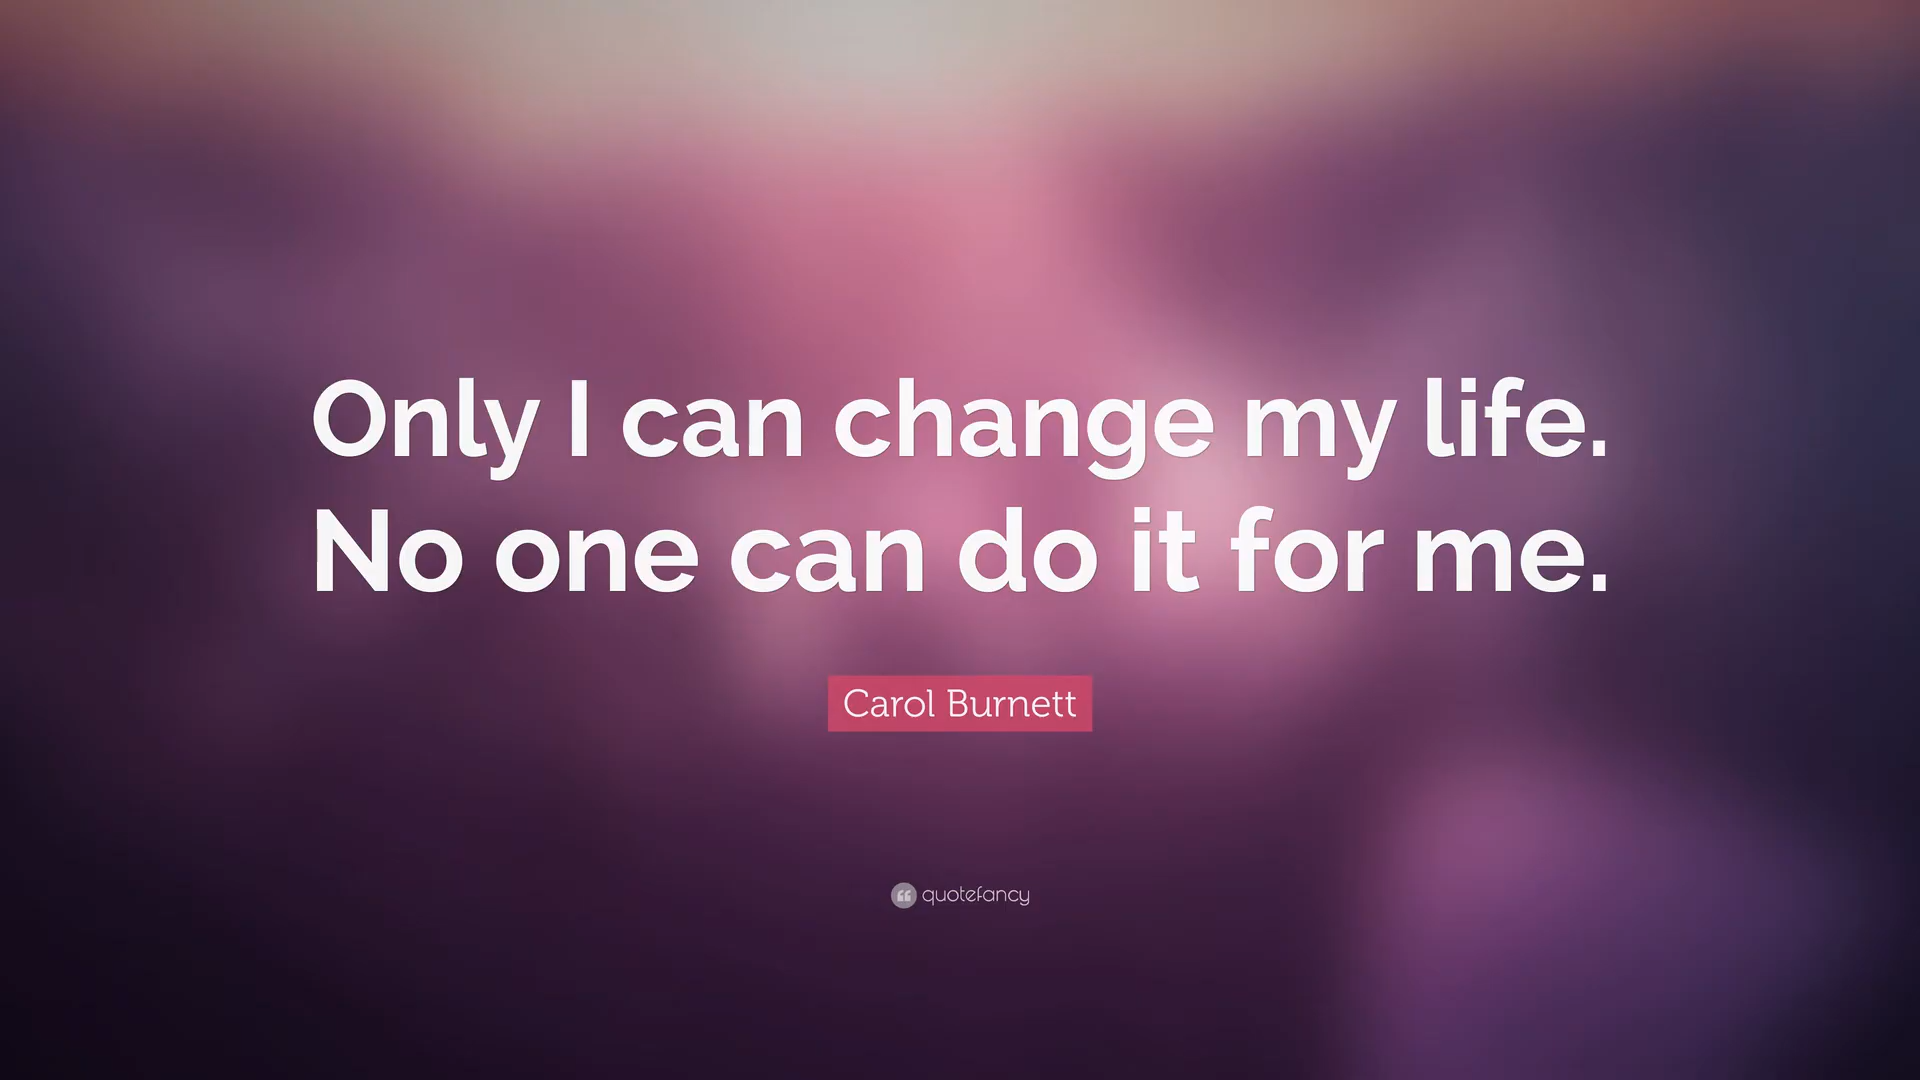 Only I can change my life.
No one can do it for me.
Carol Burnett
quotefancy